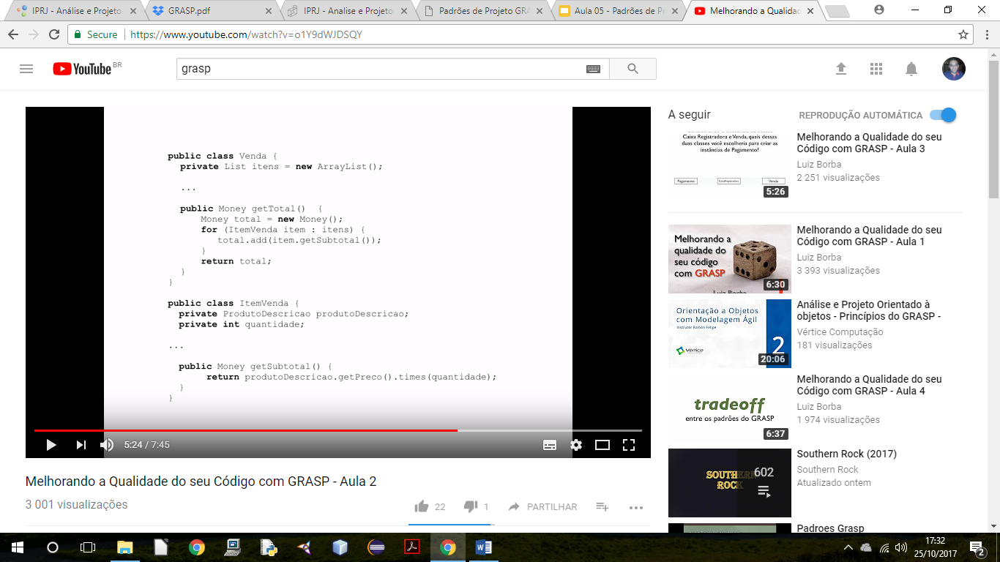 IPRJ - Análise e Projeto
GRASP.pdf
IPRJ - Analise e Projeto
Padrões de Projeto GRA
Aula 05 - Padrões de P
Melhorando a Qualidad
Secure
https://www.youtube.com/watch?v=o1Y9dWJDSQY
YouTube BR
grasp
public class Venda {
private List itens = new ArrayList();
...
public Money getTotal() {
Money total = new Money();
for (ItemVenda item : itens) {
total.add(item.getSubtotal());
}
return total;
}
}
public class ItemVenda {
private ProdutoDescricao produtoDescricao;
private int quantidade;
...
public Money getSubtotal() {
return produtoDescricao.getPreco().times(quantidade);
}
}
5:24 / 7:45
Melhorando a Qualidade do seu Código com GRASP - Aula 2
3 001 visualizações
22
1
PARTILHAR
A seguir
REPRODUÇÃO AUTOMÁTICA
Caixa Registradora e Venda, quais dessas
duas classes você escolheria para criar as
instâncias de Pagamento?
Pagamento
Venda
5:26
Melhorando a Qualidade do seu
Código com GRASP - Aula 3
Luiz Borba
2 251 visualizações
Melhorando a
qualidade do
seu código
com GRASP
Luiz Borba
6:30
Melhorando a Qualidade do seu
Código com GRASP - Aula 1
Luiz Borba
3 393 visualizações
Orientação a Objetos
com Modelagem Ágil
Instrutor Ramon Felipe
vértice
2
20:06
Análise e Projeto Orientado à
objetos - Princípios do GRASP -
Vértice Computação
181 visualizações
tradeoff
entre os padrões do GRASP
6:37
Melhorando a Qualidade do seu
Código com GRASP - Aula 4
Luiz Borba
1 974 visualizações
SOUTHERN
ROCK
602
Southern Rock (2017)
Southern Rock
Atualizado ontem
Padroes Grasp
17:32
25/10/2017
2